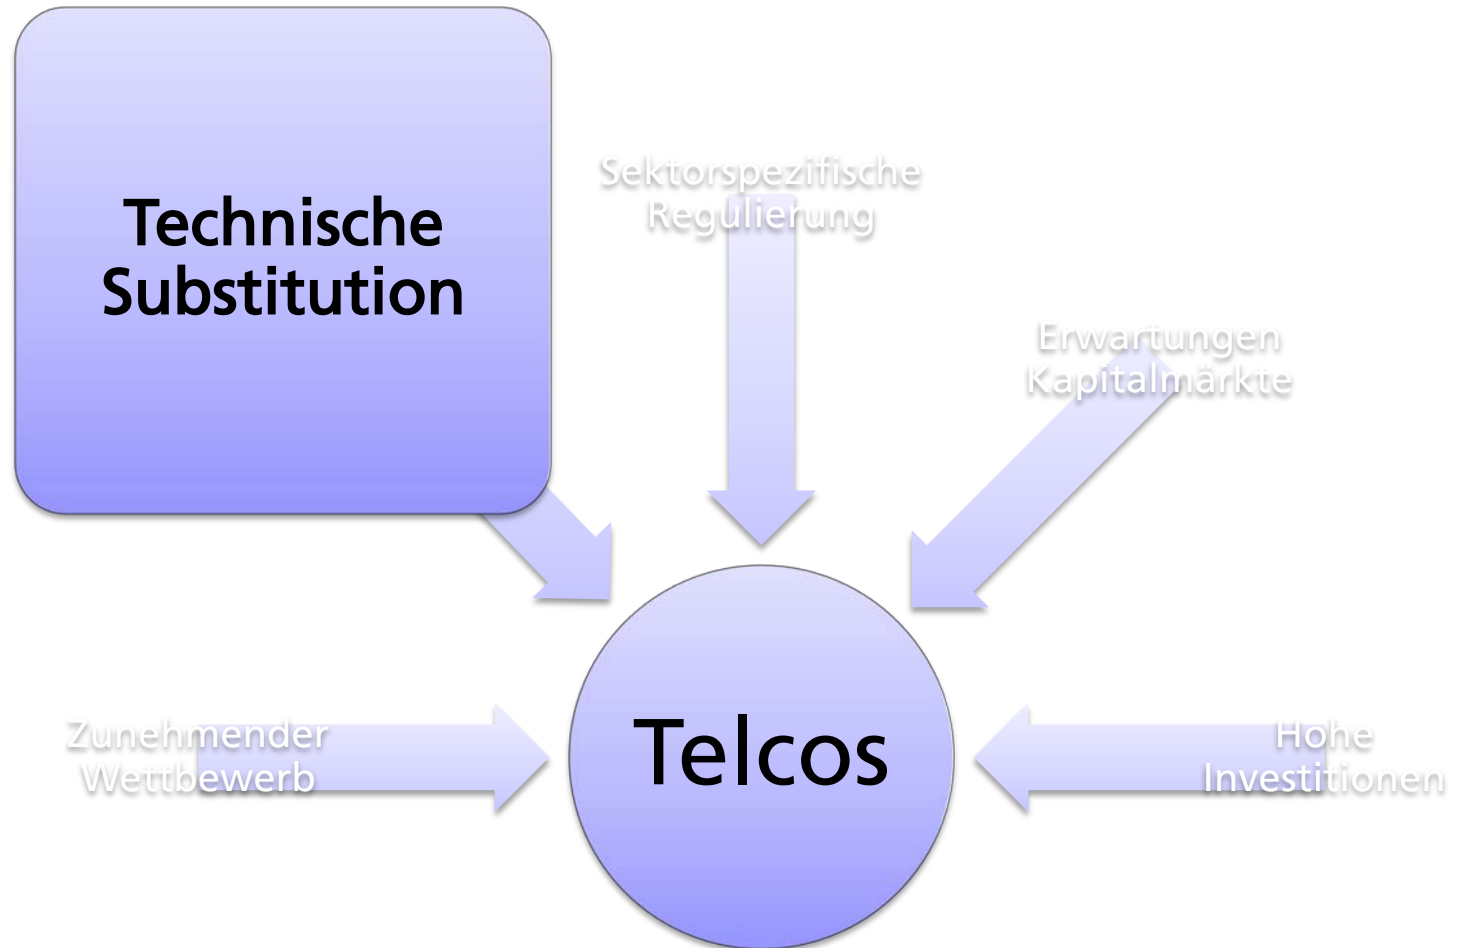 Technische
Substitution
Sektorspezifische
Regulierung
Erwartungen
Kapitalmärkte
Zunehmender
Wettbewerb
Telcos
Hohe
Investitionen